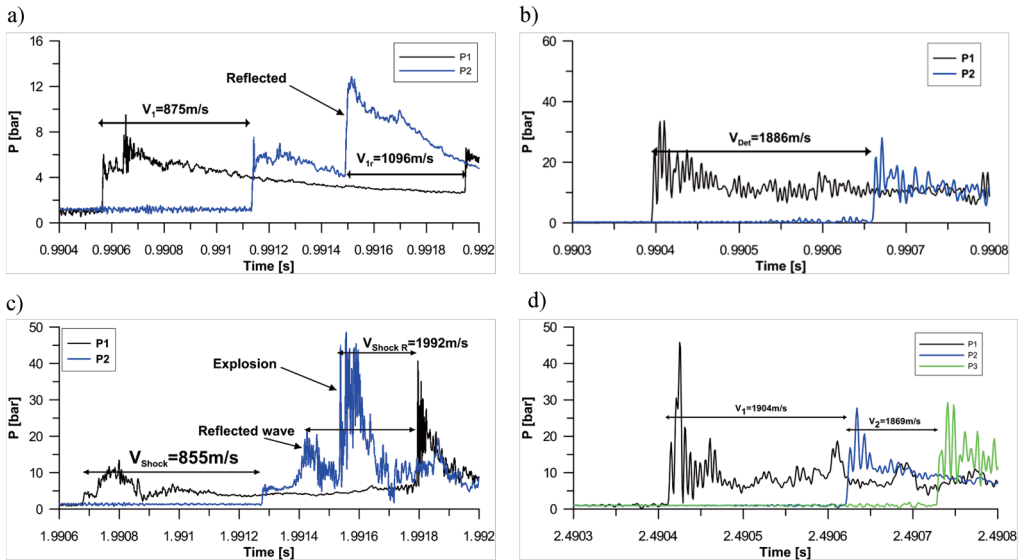 a)
16
12
8
4
0
P [bar]
P1
P2
Reflected
V1=875m/s
V1r=1096m/s
0.9904 0.9906 0.9908 0.991 0.9912 0.9914 0.9916 0.9918 0.992
Time [s]
b)
60
40
20
0
P [bar]
P1
P2
VDet=1886m/s
0.9903 0.9904 0.9905 0.9906 0.9907 0.9908
Time [s]
c)
50
40
30
20
10
0
P [bar]
P1
P2
VShock R=1992m/s
Explosion
Reflected wave
VShock=855m/s
1.9906 1.9908 1.991 1.9912 1.9914 1.9916 1.9918 1.992
Time [s]
d)
50
40
30
20
10
0
P [bar]
P1
P2
P3
V1=1904m/s
V2=1869m/s
2.4903 2.4904 2.4905 2.4906 2.4907 2.4908
Time [s]